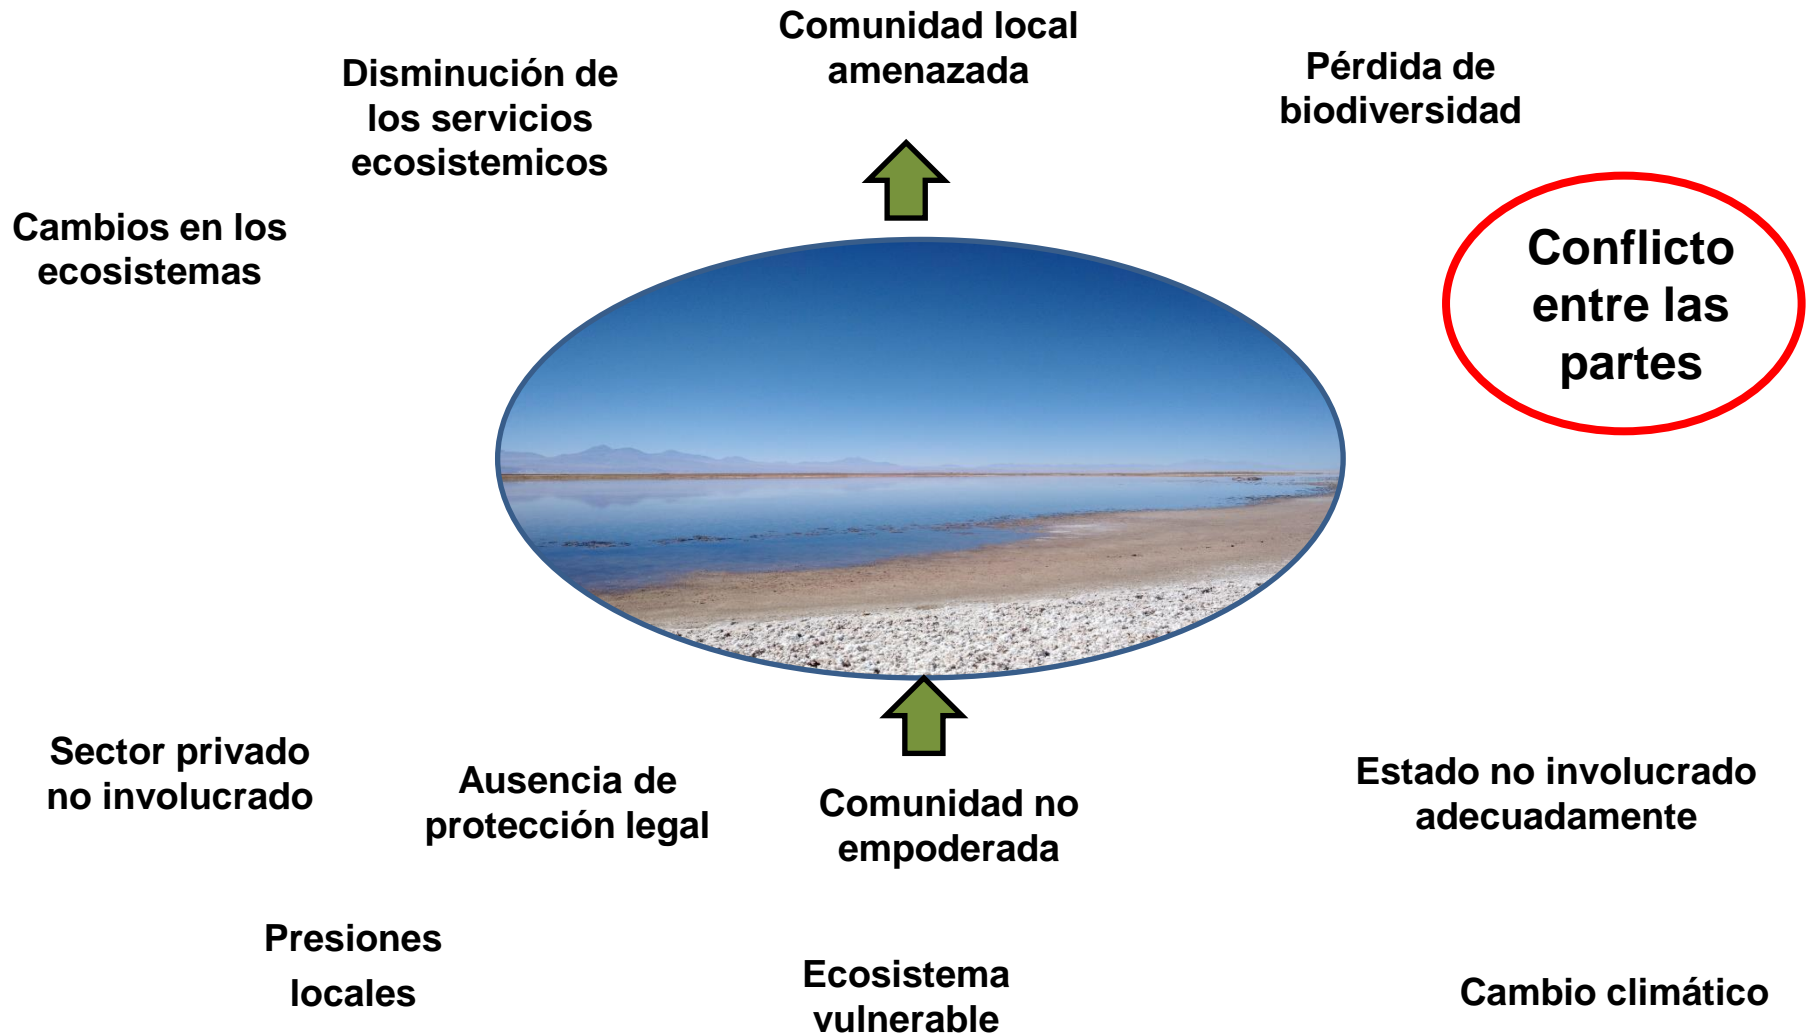 Comunidad local
amenazada
Disminución de
los servicios
ecosistemicos
Pérdida de
biodiversidad
Cambios en los
ecosistemas
Conflicto
entre las
partes
Sector privado
no involucrado
Ausencia de
protección legal
Comunidad no
empoderada
Estado no involucrado
adecuadamente
Presiones
locales
Ecosistema
vulnerable
Cambio climático